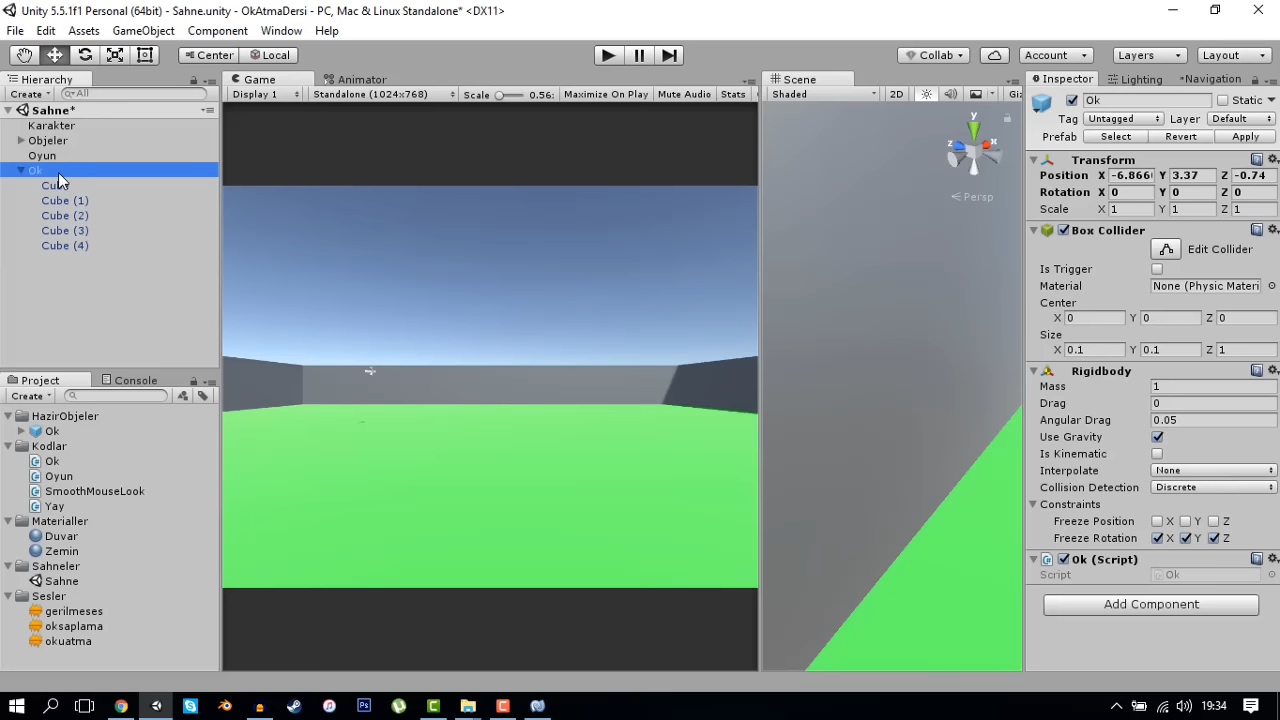 Unity 5.5.1f1 Personal (64bit) - Sahne.unity - OkAtmaDersi - PC, Mac & Linux Standalone* <DX11>
File Edit Assets GameObject Component Window Help
Center Local Collab Account Layers Layout
Hierarchy
Create All
Sahne*
Karakter
Objeler
Oyun
Ok
Cube (1)
Cube (2)
Cube (3)
Cube (4)
Project Console
Create
HazirObjeler
Ok
Kodlar
Ok
Oyun
SmoothMouseLook
Yay
Materialler
Duvar
Zemin
Sahneler
Sahne
Sesler
gerilmeses
oksaplama
okuatma
Game Animator
Display 1 Standalone (1024x768) Scale 0.56: Maximize On Play Mute Audio Stats
Scene
Shaded 2D Giz
y
z x
Persp
Inspector Lighting *Navigation
Ok Static
Tag Untagged Layer Default
Prefab Select Revert Apply
Transform
Position X -6.866 Y 3.37 Z -0.74
Rotation X 0 Y 0 Z 0
Scale X 1 Y 1 Z 1
Box Collider
Edit Collider
Is Trigger
Material None (Physic Materi
Center
X 0 Y 0 Z 0
Size
X 0.1 Y 0.1 Z 1
Rigidbody
Mass 1
Drag 0
Angular Drag 0.05
Use Gravity
Is Kinematic
Interpolate None
Collision Detection Discrete
Constraints
Freeze Position X Y Z
Freeze Rotation X Y Z
Ok (Script)
Script Ok
Add Component
19:34